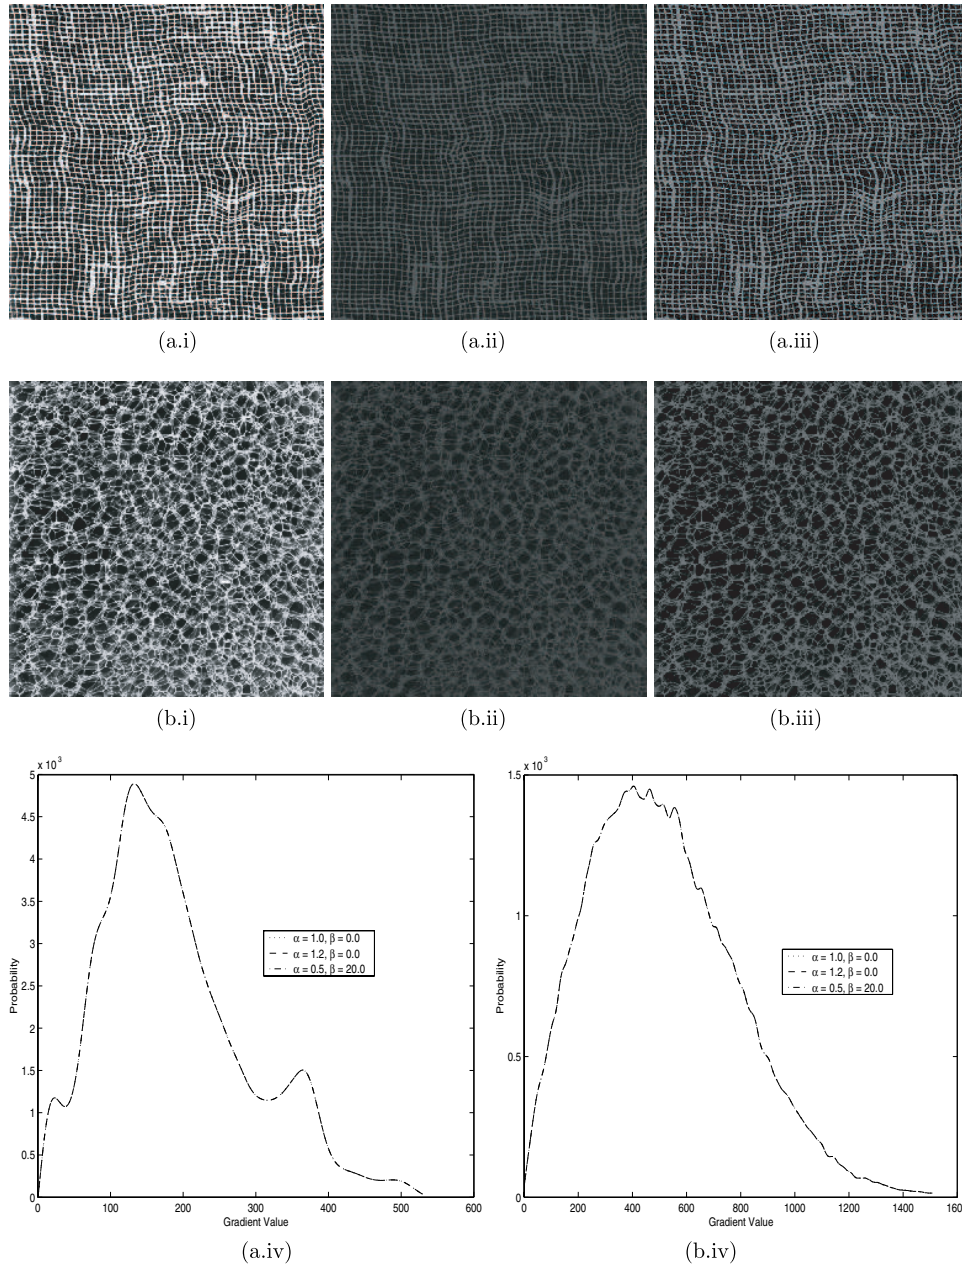 (a.i) (a.ii) (a.iii)
(b.i) (b.ii) (b.iii)
x 10 3
5
4.5
4
3.5
3
2.5
2
1.5
1
0.5
0
Probability
α = 1.0, β = 0.0
α = 1.2, β = 0.0
α = 0.5, β = 20.0
0 100 200 300 400 500 600
Gradient Value
(a.iv)
x 10 3
1.5
1
0.5
0
Probability
α = 1.0, β = 0.0
α = 1.2, β = 0.0
α = 0.5, β = 20.0
0 200 400 600 800 1000 1200 1400 160
Gradient Value
(b.iv)